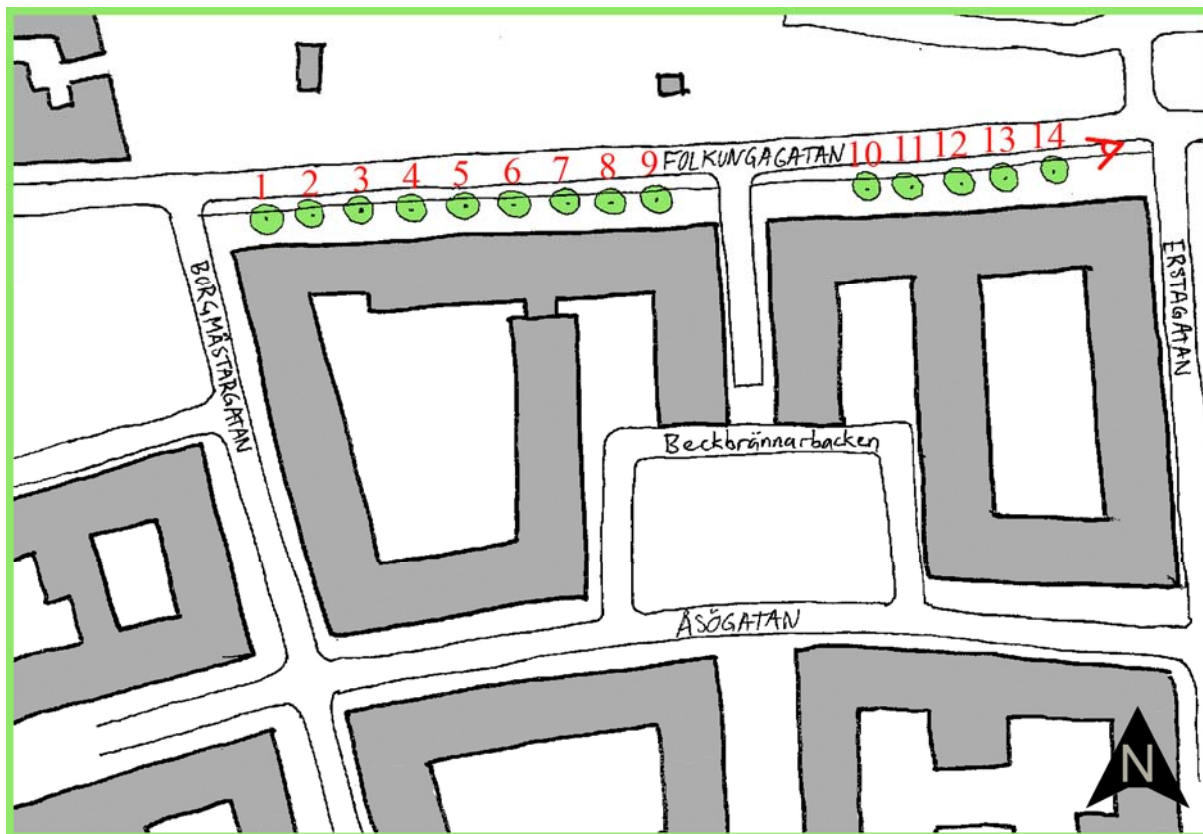 FOLKUNGAGATAN
1 2 3 4 5 6 7 8 9 10 11 12 13 14
BORGMÄSTARGATAN
ERSTAGATAN
Beckbrännarbacken
ÅSÖGATAN
N